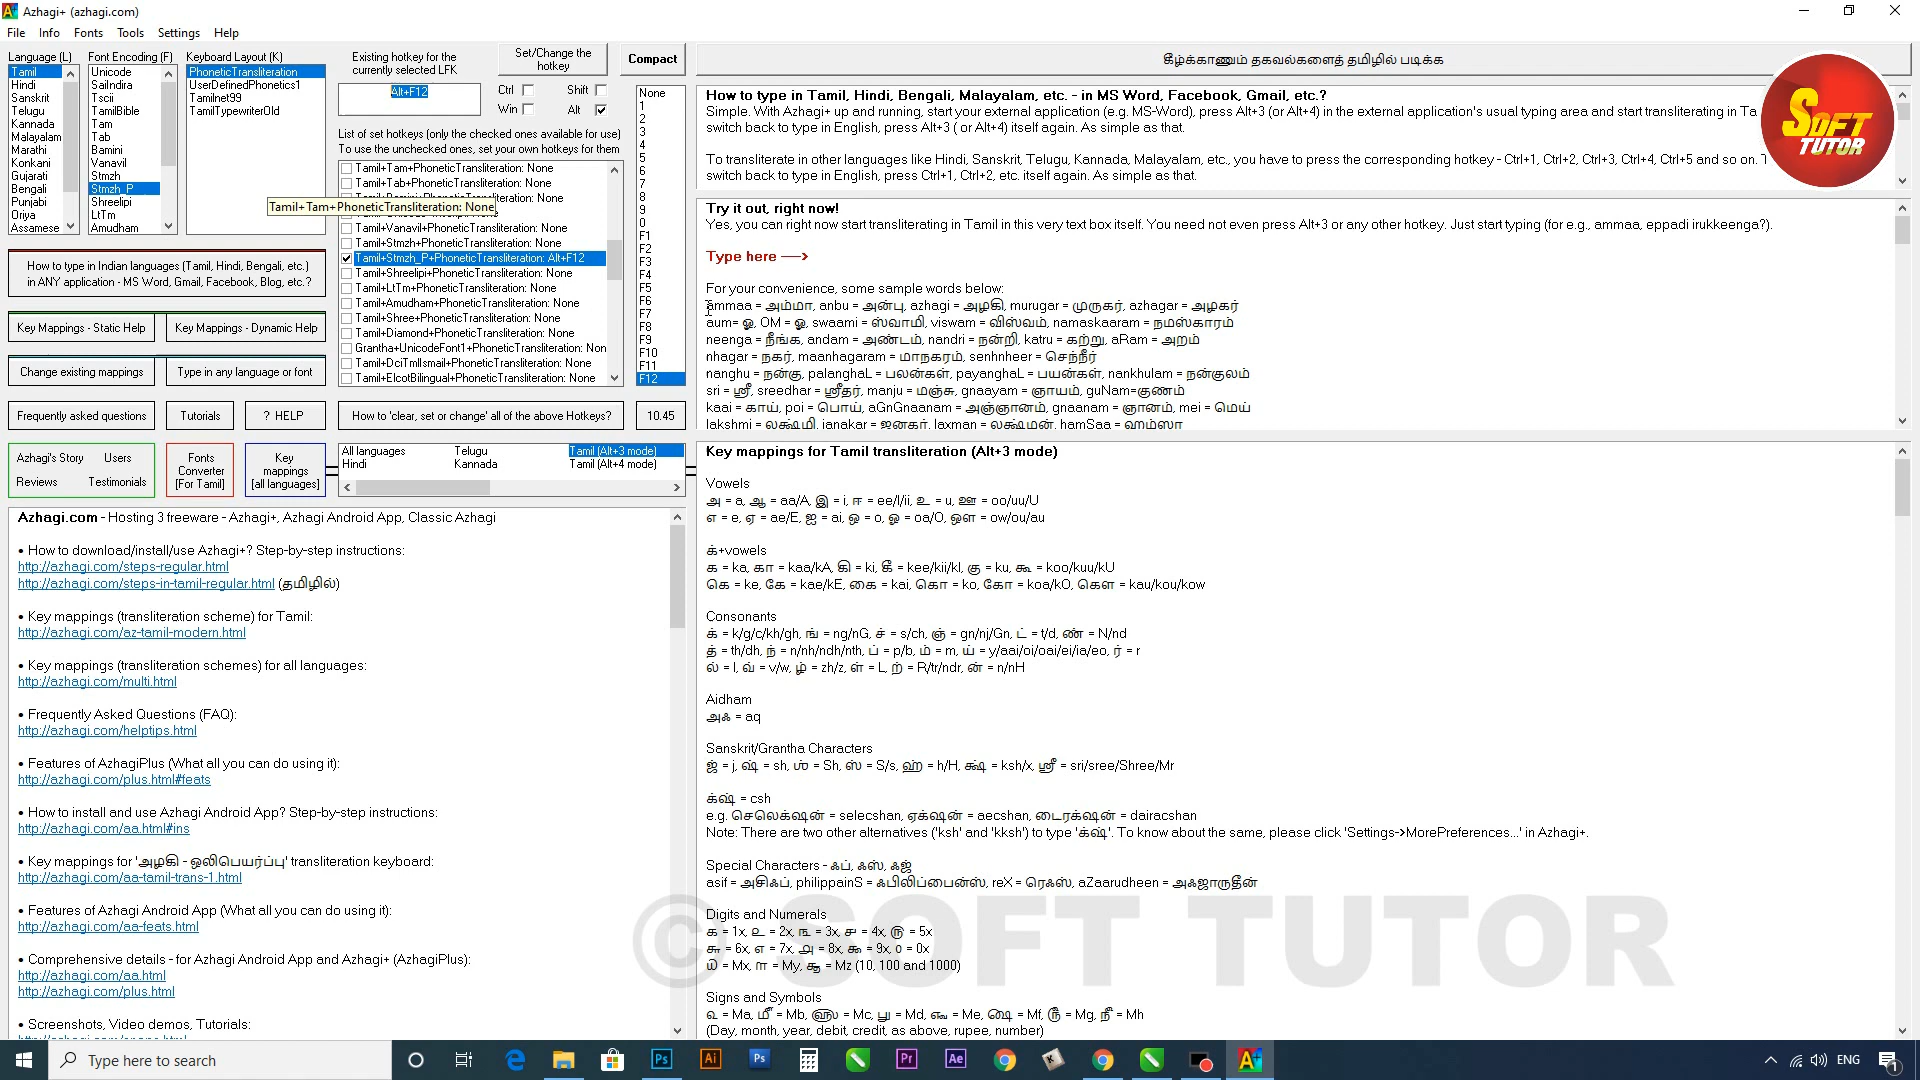 Azhagi+ (azhagi.com)
File Info Fonts Tools Settings Help
Language (L) Font Encoding (F) Keyboard Layout (K)
Tamil
Hindi
Sanskrit
Telugu
Kannada
Malayalam
Marathi
Konkani
Gujarati
Bengali
Punjabi
Oriya
Assamese
Unicode
SaiIndira
Tscii
TamBible
Tam
Tab
Bamini
Vanavil
Stmzh
Stmzh_P
Shreelipi
LtTm
Amudham
PhoneticTransliteration
UserDefinedPhonetics1
Tamilnet99
TamilTypewriterOld
Existing hotkey for the
currently selected LFK
Alt+F12
Set/Change the
hotkey
Ctrl Shift
Win Alt
Compact
List of set hotkeys (only the checked ones available for use)
To use the unchecked ones, set your own hotkeys for them
Tamil+Tam+PhoneticTransliteration: None
Tamil+Tab+PhoneticTransliteration: None
Tamil+Tam+PhoneticTransliteration: None
Tamil+Vanavil+PhoneticTransliteration: None
Tamil+Stmzh+PhoneticTransliteration: None
Tamil+Stmzh_P+PhoneticTransliteration: Alt+F12
Tamil+Shreelipi+PhoneticTransliteration: None
Tamil+LtTm+PhoneticTransliteration: None
Tamil+Amudham+PhoneticTransliteration: None
Tamil+Shree+PhoneticTransliteration: None
Tamil+Diamond+PhoneticTransliteration: None
Grantha+UnicodeFont1+PhoneticTransliteration: Non
Tamil+DciTmlIsmail+PhoneticTransliteration: None
Tamil+ElcotBilingual+PhoneticTransliteration: None
None
1
2
3
4
5
6
7
8
9
0
F1
F2
F3
F4
F5
F6
F7
F8
F9
F10
F11
F12
How to type in Indian languages (Tamil, Hindi, Bengali, etc.)
in ANY application - MS Word, Gmail, Facebook, Blog, etc.?
Key Mappings - Static Help Key Mappings - Dynamic Help
Change existing mappings Type in any language or font
Frequently asked questions Tutorials ? HELP How to 'clear, set or change' all of the above Hotkeys? 10.45
Azhagi's Story Users
Reviews Testimonials
Fonts
Converter
[For Tamil]
Key
mappings
[all languages]
All languages Telugu Tamil (Alt+3 mode)
Hindi Kannada Tamil (Alt+4 mode)
Azhagi.com - Hosting 3 freeware - Azhagi+, Azhagi Android App, Classic Azhagi
• How to download/install/use Azhagi+? Step-by-step instructions:
http://azhagi.com/steps-regular.html
http://azhagi.com/steps-in-tamil-regular.html (தமிழில்)
• Key mappings (transliteration scheme) for Tamil:
http://azhagi.com/az-tamil-modern.html
• Key mappings (transliteration schemes) for all languages:
http://azhagi.com/multi.html
• Frequently Asked Questions (FAQ):
http://azhagi.com/helptips.html
• Features of AzhagiPlus (What all you can do using it):
http://azhagi.com/plus.html#feats
• How to install and use Azhagi Android App? Step-by-step instructions:
http://azhagi.com/aa.html#ins
• Key mappings for 'அழகி - ஒலிபெயர்ப்பு' transliteration keyboard:
http://azhagi.com/aa-tamil-trans-1.html
• Features of Azhagi Android App (What all you can do using it):
http://azhagi.com/aa-feats.html
• Comprehensive details - for Azhagi Android App and Azhagi+ (AzhagiPlus):
http://azhagi.com/aa.html
http://azhagi.com/plus.html
• Screenshots, Video demos, Tutorials:
கீழ்க்காணும் தகவல்களைத் தமிழில் படிக்க
How to type in Tamil, Hindi, Bengali, Malayalam, etc. - in MS Word, Facebook, Gmail, etc.?
Simple. With Azhagi+ up and running, start your external application (e.g. MS-Word), press Alt+3 (or Alt+4) in the external application's usual typing area and start transliterating in Ta
switch back to type in English, press Alt+3 ( or Alt+4) itself again. As simple as that.
To transliterate in other languages like Hindi, Sanskrit, Telugu, Kannada, Malayalam, etc., you have to press the corresponding hotkey - Ctrl+1, Ctrl+2, Ctrl+3, Ctrl+4, Ctrl+5 and so on. T
switch back to type in English, press Ctrl+1, Ctrl+2, etc. itself again. As simple as that.
SOFT
TUTOR
Try it out, right now!
Yes, you can right now start transliterating in Tamil in this very text box itself. You need not even press Alt+3 or any other hotkey. Just start typing (for e.g., ammaa, eppadi irukkeenga?).
Type here ---->
For your convenience, some sample words below:
ammaa = அம்மா, anbu = அன்பு, azhagi = அழகி, murugar = முருகர், azhagar = அழகர்
aum= ஓ, OM = ஓ, swaami = ஸ்வாமி, viswam = விஸ்வம், namaskaaram = நமஸ்காரம்
neenga = நீங்க, andam = அண்டம், nandri = நன்றி, katru = கற்று, aRam = அறம்
nhagar = நகர், maanhagaram = மாநகரம், senhnheer = செந்நீர்
nanghu = நன்கு, palanghaL = பலன்கள், payanghaL = பயன்கள், nankhulam = நன்குலம்
sri = ஸ்ரீ, sreedhar = ஸ்ரீதர், manju = மஞ்சு, gnaayam = ஞாயம், guNam=குணம்
kaai = காய், poi = பொய், aGnGnaanam = அஞ்ஞானம், gnaanam = ஞானம், mei = மெய்
lakshmi = லக்ஷ்மி, janakar = ஜனகர், laxman = லக்ஷ்மன், hamSaa = ஹம்ஸா
Key mappings for Tamil transliteration (Alt+3 mode)
Vowels
அ = a, ஆ = aa/A, இ = i, ஈ = ee/I/ii, உ = u, ஊ = oo/uu/U
எ = e, ஏ = ae/E, ஐ = ai, ஒ = o, ஓ = oa/O, ஔ = ow/ou/au
க்+vowels
க = ka, கா = kaa/kA, கி = ki, கீ = kee/kii/kI, கு = ku, கூ = koo/kuu/kU
கெ = ke, கே = kae/kE, கை = kai, கொ = ko, கோ = koa/kO, கௌ = kau/kou/kow
Consonants
க் = k/g/c/kh/gh, ங் = ng/nG, ச் = s/ch, ஞ் = gn/nj/Gn, ட் = t/d, ண் = N/nd
த் = th/dh, ந் = n/nh/ndh/nth, ப் = p/b, ம் = m, ய் = y/aai/oi/oai/ei/ia/eo, ர் = r
ல் = l, வ் = v/w, ழ் = zh/z, ள் = L, ற் = R/tr/ndr, ன் = n/nH
Aidham
அஃ = aq
Sanskrit/Grantha Characters
ஜ் = j, ஷ் = sh, ஶ் = Sh, ஸ் = S/s, ஹ் = h/H, க்ஷ் = ksh/x, ஸ்ரீ = sri/sree/Shree/Mr
க்‌ஷ் = csh
e.g. செலெக்‌ஷன் = selecshan, ஏக்‌ஷன் = aecshan, டைரக்‌ஷன் = dairacshan
Note: There are two other alternatives ('ksh' and 'kksh') to type 'க்‌ஷ்'. To know about the same, please click 'Settings->MorePreferences...' in Azhagi+.
Special Characters - ஃப், ஃஸ், ஃஜ்
asif = அசிஃப், philippainS = ஃபிலிப்பைன்ஸ், reX = ரெஃஸ், aZaarudheen = அஃஜாருதீன்
Digits and Numerals
௧ = 1x, ௨ = 2x, ௩ = 3x, ௪ = 4x, ௫ = 5x
௬ = 6x, ௭ = 7x, ௮ = 8x, ௯ = 9x, ௦ = 0x
௰ = Mx, ௱ = My, ௲ = Mz (10, 100 and 1000)
Signs and Symbols
௳ = Ma, ௴ = Mb, ௵ = Mc, ௶ = Md, ௷ = Me, ௸ = Mf, ௹ = Mg, ௺ = Mh
(Day, month, year, debit, credit, as above, rupee, number)
© SOFT TUTOR
Type here to search
ENG